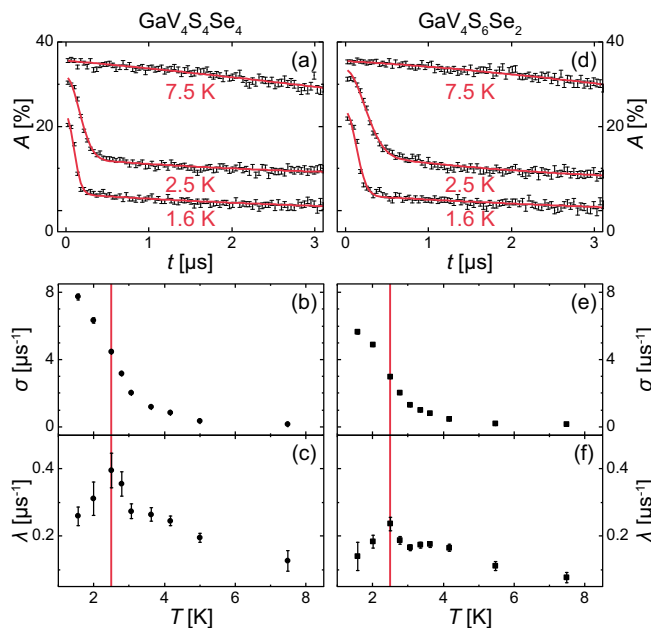 GaV₄S₄Se₄ GaV₄S₆Se₂
40 (a) (d) 40
7.5 K 7.5 K
A [%] 20 20 A [%]
2.5 K 2.5 K
1.6 K 1.6 K
0 0
0 1 2 3 0 1 2 3
t [µs] t [µs]
8 (b) (e) 8
σ [µs⁻¹] 4 4 σ [µs⁻¹]
0 0
(c) (f)
0.4 0.4
λ [µs⁻¹] λ [µs⁻¹]
0.2 0.2
2 4 6 8 2 4 6 8
T [K] T [K]